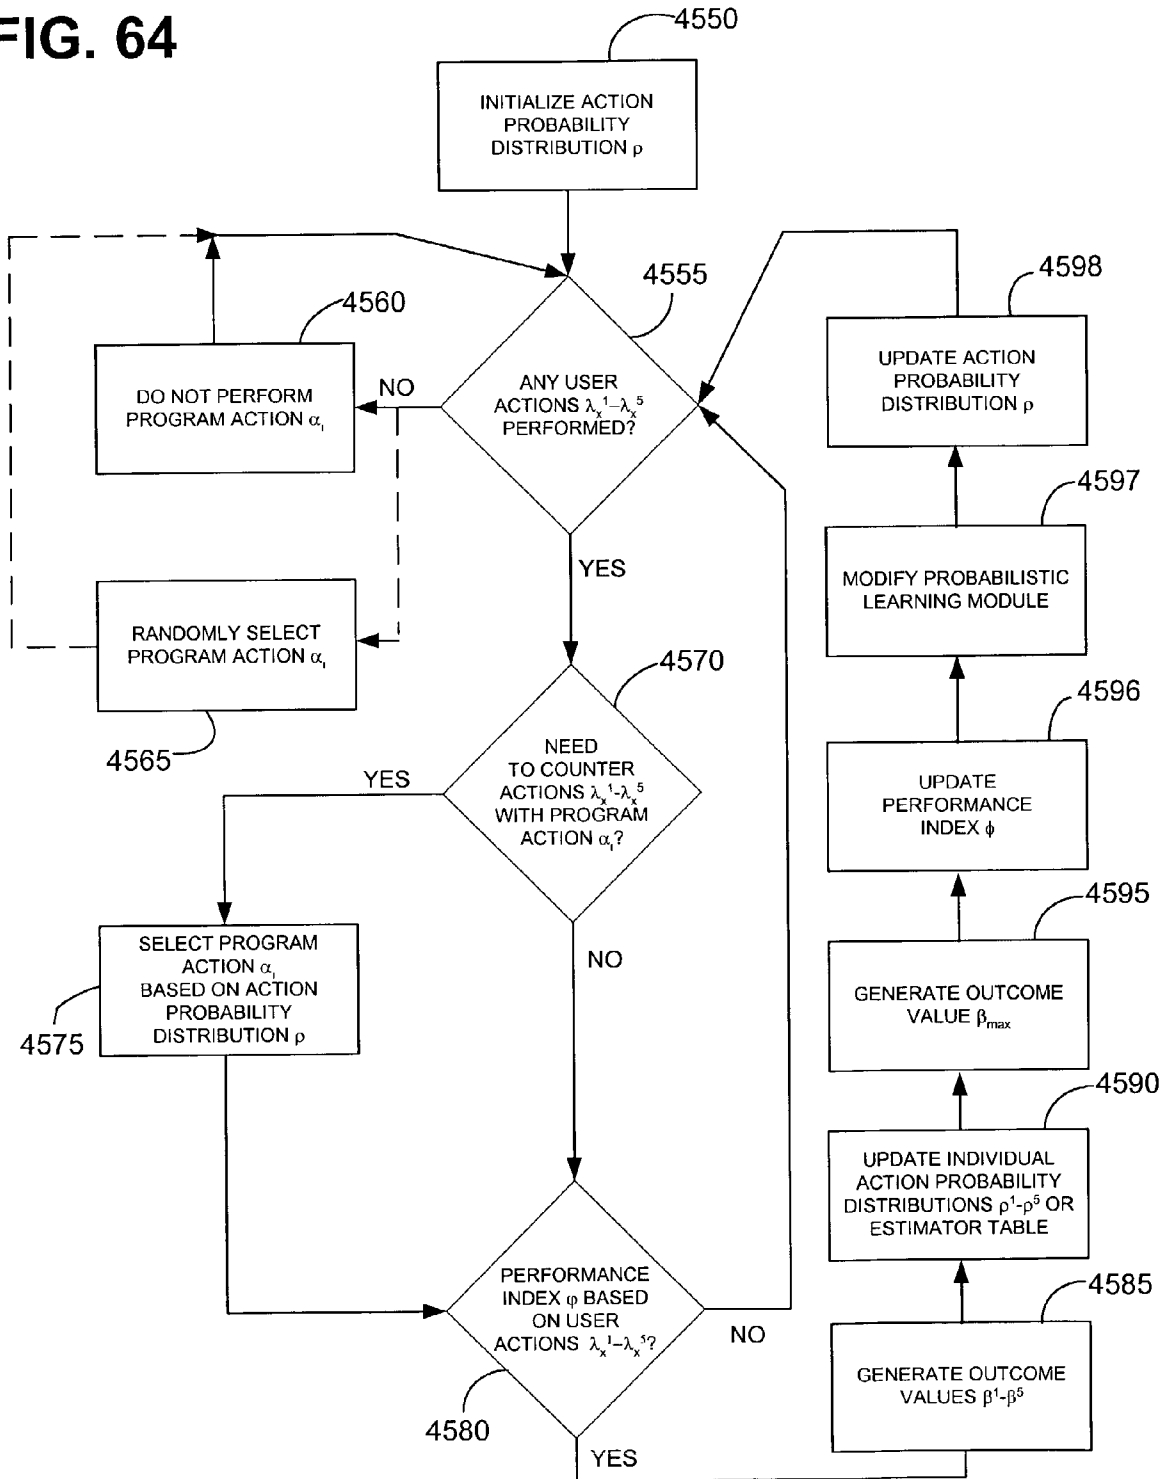 FIG. 64
4550
INITIALIZE ACTION
PROBABILITY
DISTRIBUTION ρ
4555
ANY USER
ACTIONS λₓ¹–λₓ⁵
PERFORMED?
NO
YES
4560
DO NOT PERFORM
PROGRAM ACTION αᵢ
RANDOMLY SELECT
PROGRAM ACTION αᵢ
4565
4570
NEED
TO COUNTER
ACTIONS λₓ¹-λₓ⁵
WITH PROGRAM
ACTION αᵢ?
YES
NO
SELECT PROGRAM
ACTION αᵢ
BASED ON ACTION
PROBABILITY
DISTRIBUTION ρ
4575
PERFORMANCE
INDEX φ BASED
ON USER
ACTIONS λₓ¹–λₓ⁵?
4580
NO
YES
4598
UPDATE ACTION
PROBABILITY
DISTRIBUTION ρ
4597
MODIFY PROBABILISTIC
LEARNING MODULE
4596
UPDATE
PERFORMANCE
INDEX ϕ
4595
GENERATE OUTCOME
VALUE βmax
4590
UPDATE INDIVIDUAL
ACTION PROBABILITY
DISTRIBUTIONS ρ¹-ρ⁵ OR
ESTIMATOR TABLE
4585
GENERATE OUTCOME
VALUES β¹-β⁵